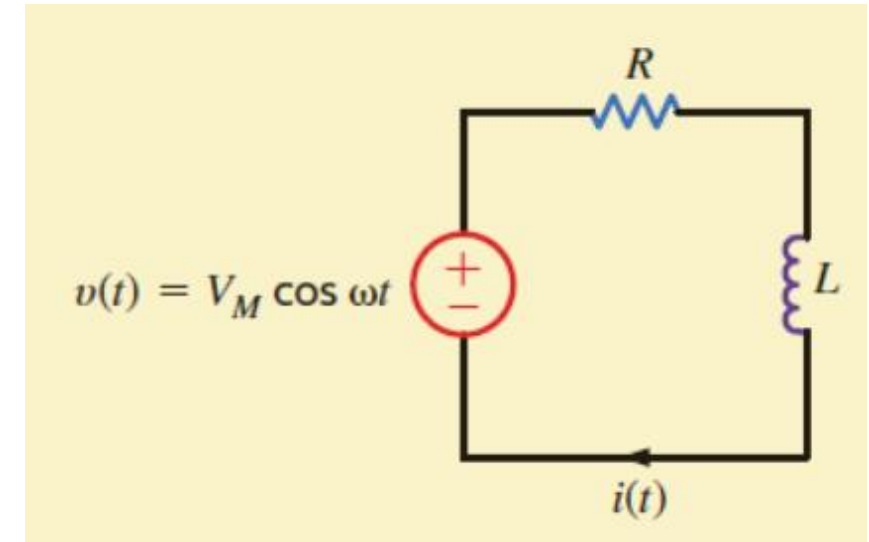 R
+
v(t) = V_M cos ωt
−
L
i(t)